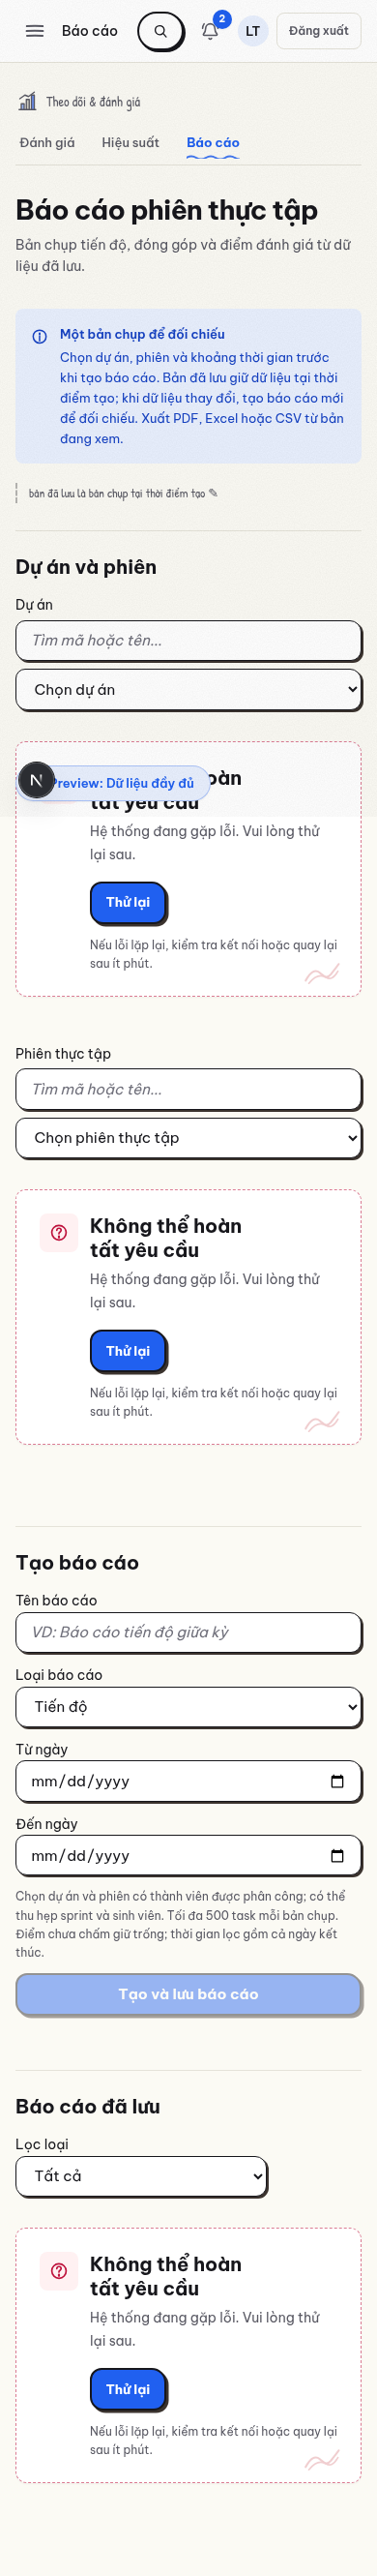 Báo cáo
2
LT
Đăng xuất
Theo dõi & đánh giá
Đánh giá
Hiệu suất
Báo cáo
Báo cáo phiên thực tập
Bản chụp tiến độ, đóng góp và điểm đánh giá từ dữ
liệu đã lưu.
Một bản chụp để đối chiếu
Chọn dự án, phiên và khoảng thời gian trước
khi tạo báo cáo. Bản đã lưu giữ dữ liệu tại thời
điểm tạo; khi dữ liệu thay đổi, tạo báo cáo mới
để đối chiếu. Xuất PDF, Excel hoặc CSV từ bản
đang xem.
bản đã lưu là bản chụp tại thời điểm tạo ✎
Dự án và phiên
Dự án
Tìm mã hoặc tên...
Chọn dự án
hoàn
N
Preview: Dữ liệu đầy đủ
tất yêu cầu
Hệ thống đang gặp lỗi. Vui lòng thử
lại sau.
Thử lại
Nếu lỗi lặp lại, kiểm tra kết nối hoặc quay lại
sau ít phút.
Phiên thực tập
Tìm mã hoặc tên...
Chọn phiên thực tập
Không thể hoàn
tất yêu cầu
Hệ thống đang gặp lỗi. Vui lòng thử
lại sau.
Thử lại
Nếu lỗi lặp lại, kiểm tra kết nối hoặc quay lại
sau ít phút.
Tạo báo cáo
Tên báo cáo
VD: Báo cáo tiến độ giữa kỳ
Loại báo cáo
Tiến độ
Từ ngày
mm/dd/yyyy
Đến ngày
mm/dd/yyyy
Chọn dự án và phiên có thành viên được phân công; có thể
thu hẹp sprint và sinh viên. Tối đa 500 task mỗi bản chụp.
Điểm chưa chấm giữ trống; thời gian lọc gồm cả ngày kết
thúc.
Tạo và lưu báo cáo
Báo cáo đã lưu
Lọc loại
Tất cả
Không thể hoàn
tất yêu cầu
Hệ thống đang gặp lỗi. Vui lòng thử
lại sau.
Thử lại
Nếu lỗi lặp lại, kiểm tra kết nối hoặc quay lại
sau ít phút.